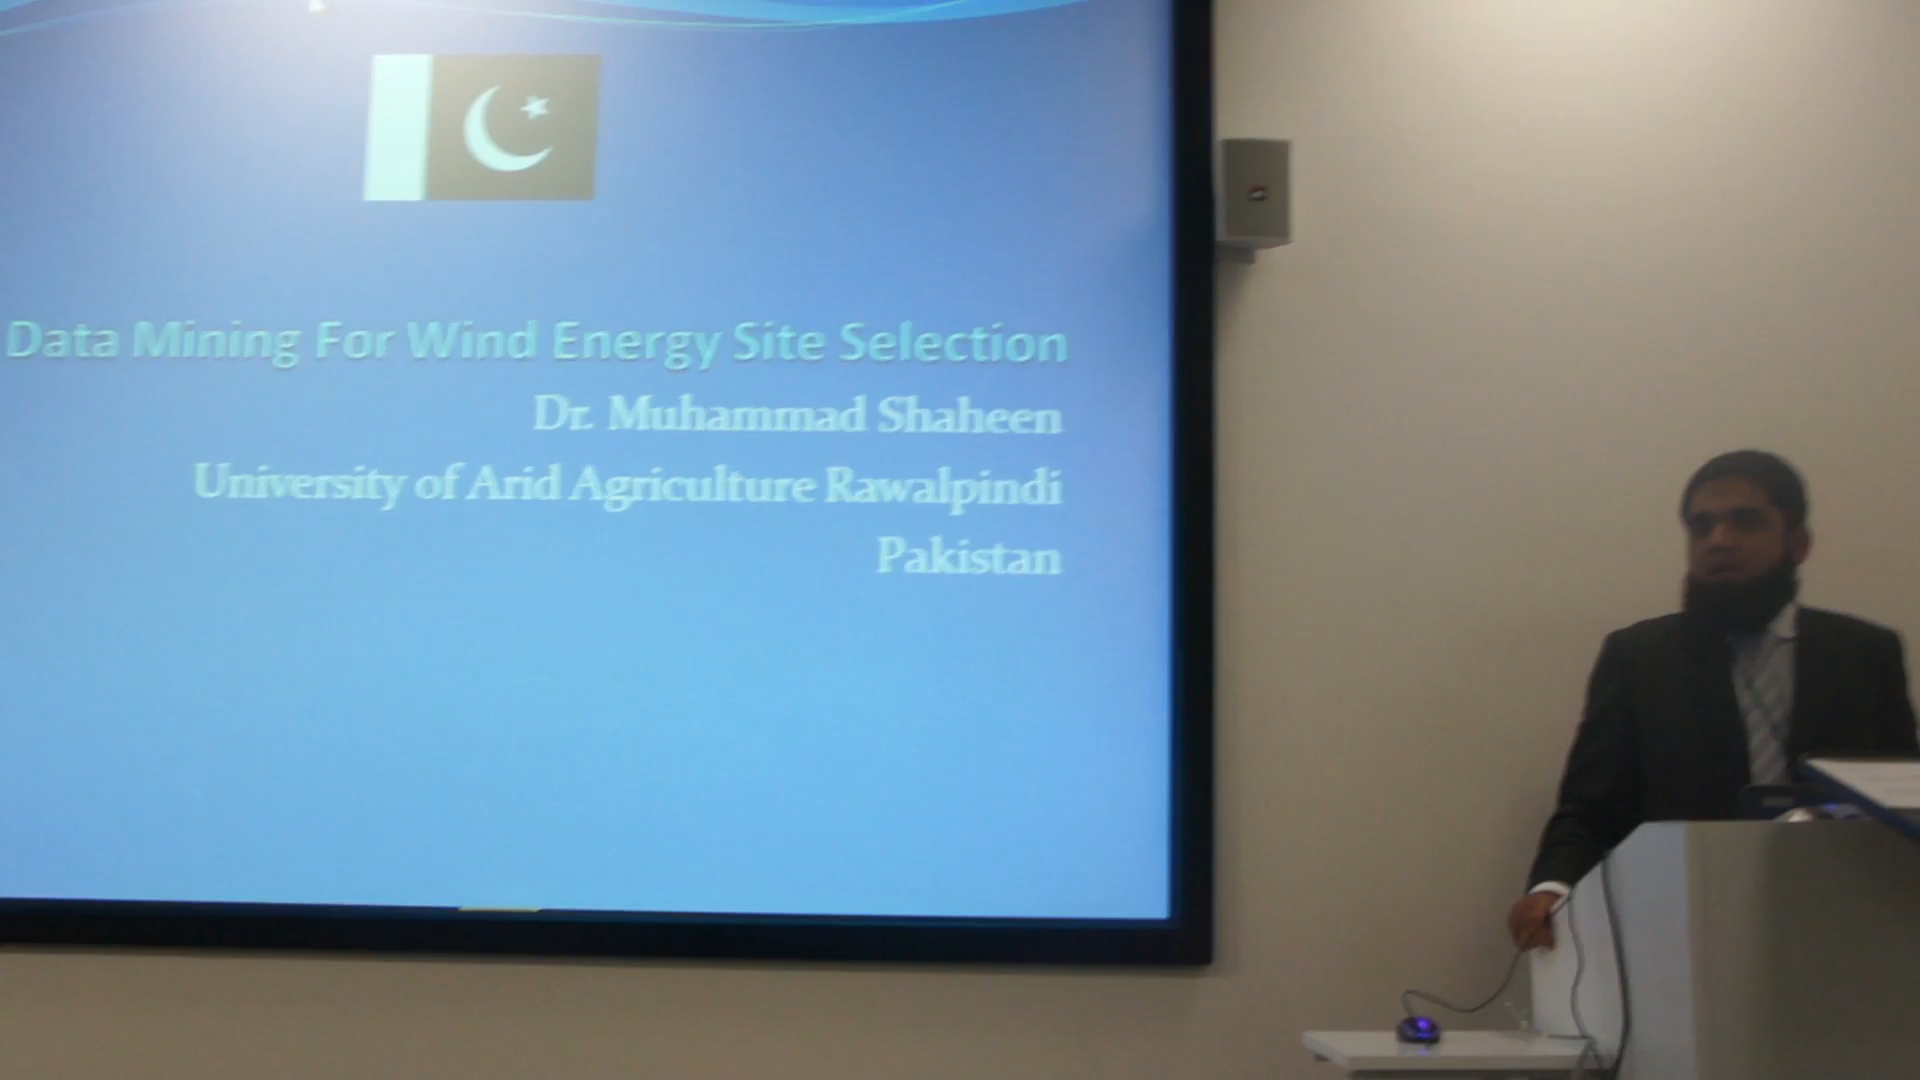 Data Mining For Wind Energy Site Selection
Dr. Muhammad Shaheen
University of Arid Agriculture Rawalpindi
Pakistan